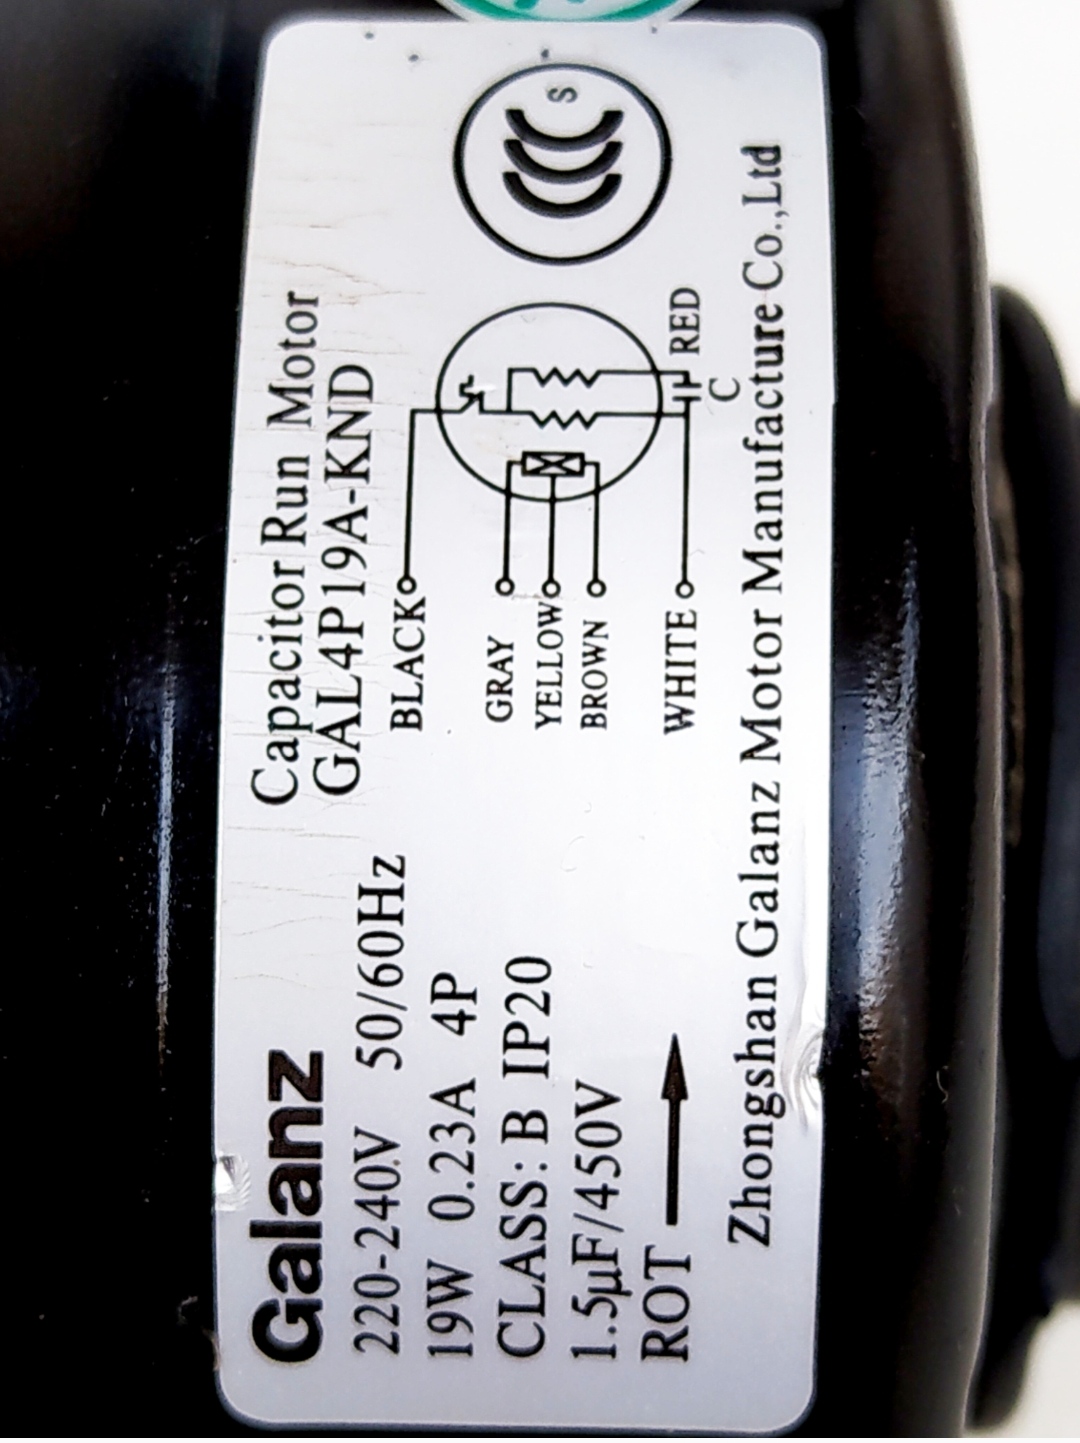 Galanz
Capacitor Run Motor
GAL4P19A-KND
220-240V 50/60Hz
19W 0.23A 4P
CLASS: B IP20
1.5µF/450V
ROT
BLACK
GRAY
YELLOW
BROWN
WHITE
RED
C
S
Zhongshan Galanz Motor Manufacture Co.,Ltd